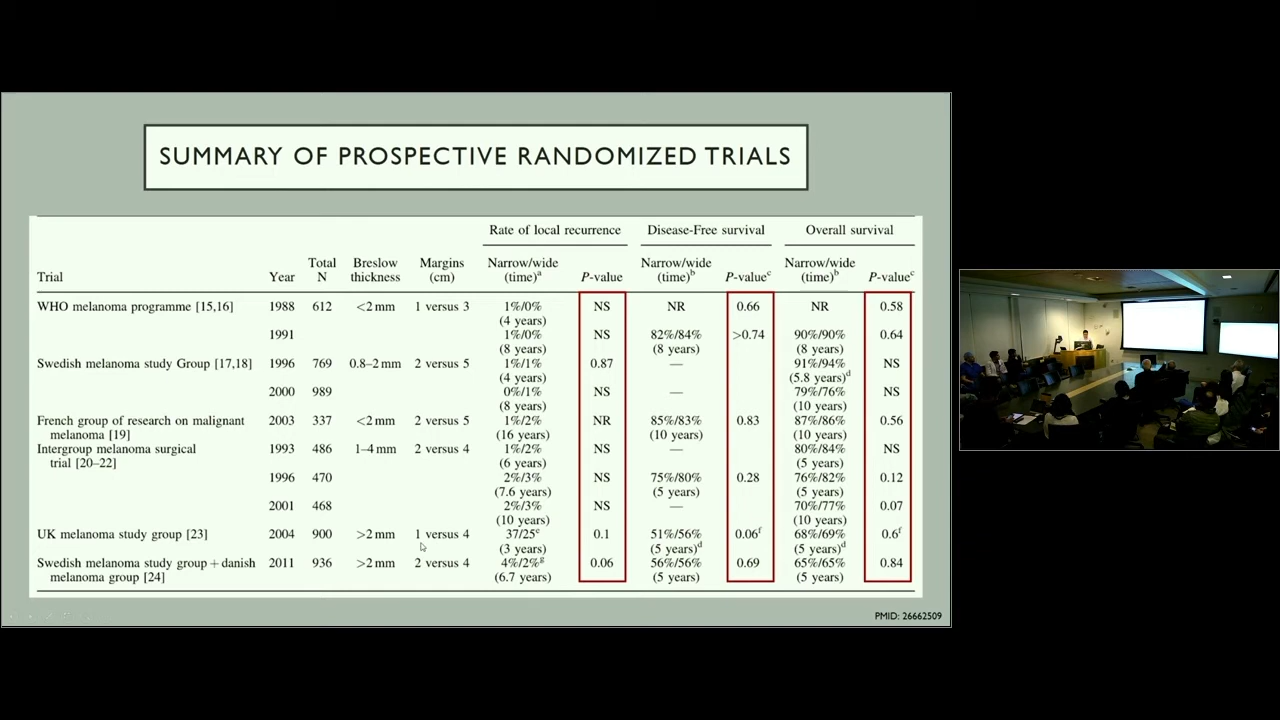 SUMMARY OF PROSPECTIVE RANDOMIZED TRIALS
Rate of local recurrence Disease-Free survival Overall survival
Total Breslow Margins Narrow/wide Narrow/wide Narrow/wide
Trial Year N thickness (cm) (time)a P-value (time)b P-valuec (time)b P-valuec
WHO melanoma programme [15,16] 1988 612 <2 mm 1 versus 3 1%/0% NS NR 0.66 NR 0.58
(4 years)
1991 1%/0% NS 82%/84% >0.74 90%/90% 0.64
(8 years) (8 years) (8 years)
Swedish melanoma study Group [17,18] 1996 769 0.8–2 mm 2 versus 5 1%/1% 0.87 — 91%/94% NS
(4 years) (5.8 years)d
2000 989 0%/1% NS — 79%/76% NS
(8 years) (10 years)
French group of research on malignant 2003 337 <2 mm 2 versus 5 1%/2% NR 85%/83% 0.83 87%/86% 0.56
melanoma [19] (16 years) (10 years) (10 years)
Intergroup melanoma surgical 1993 486 1–4 mm 2 versus 4 1%/2% NS — 80%/84% NS
trial [20–22] (6 years) (5 years)
1996 470 2%/3% NS 75%/80% 0.28 76%/82% 0.12
(7.6 years) (5 years) (5 years)
2001 468 2%/3% NS — 70%/77% 0.07
(10 years) (10 years)
UK melanoma study group [23] 2004 900 >2 mm 1 versus 4 37/25e 0.1 51%/56% 0.06f 68%/69% 0.6f
(3 years) (5 years)d (5 years)d
Swedish melanoma study group + danish 2011 936 >2 mm 2 versus 4 4%/2%g 0.06 56%/56% 0.69 65%/65% 0.84
melanoma group [24] (6.7 years) (5 years) (5 years)
PMID: 26662509